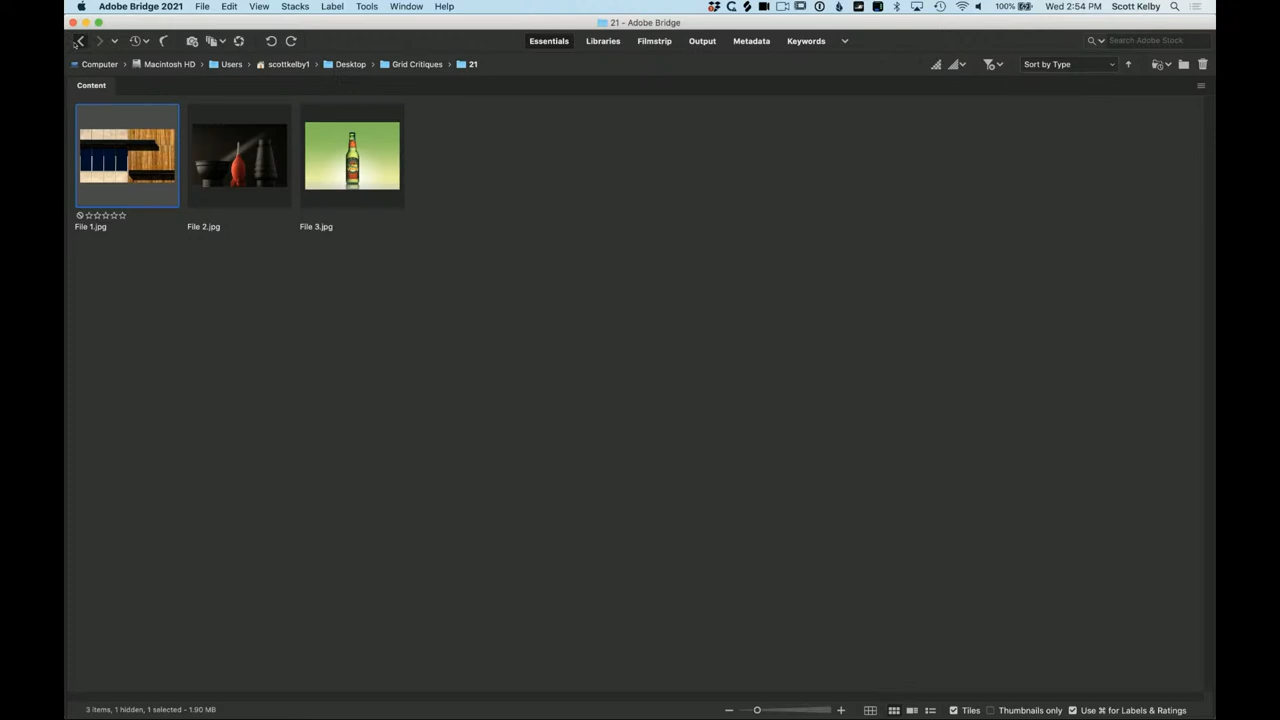 Adobe Bridge 2021 File Edit View Stacks Label Tools Window Help 100% Wed 2:54 PM Scott Kelby
21 - Adobe Bridge
Essentials Libraries Filmstrip Output Metadata Keywords Search Adobe Stock
Computer Macintosh HD Users scottkelby1 Desktop Grid Critiques 21 Sort by Type
Content
File 1.jpg File 2.jpg File 3.jpg
3 items, 1 hidden, 1 selected - 1.90 MB Tiles Thumbnails only Use ⌘ for Labels & Ratings